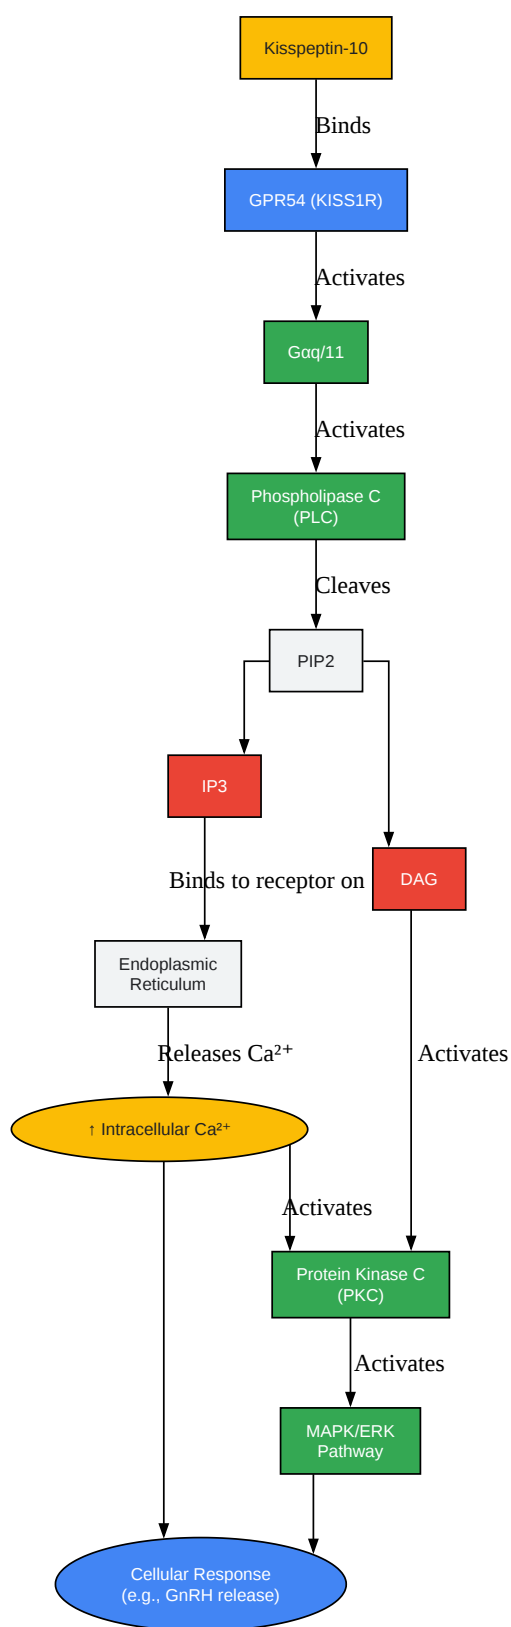 Kisspeptin-10
Binds
GPR54 (KISS1R)
Activates
Gαq/11
Activates
Phospholipase C
(PLC)
Cleaves
PIP2
IP3
Binds to receptor on
DAG
Endoplasmic
Reticulum
Releases Ca²⁺
Activates
↑ Intracellular Ca²⁺
Activates
Protein Kinase C
(PKC)
Activates
MAPK/ERK
Pathway
Cellular Response
(e.g., GnRH release)